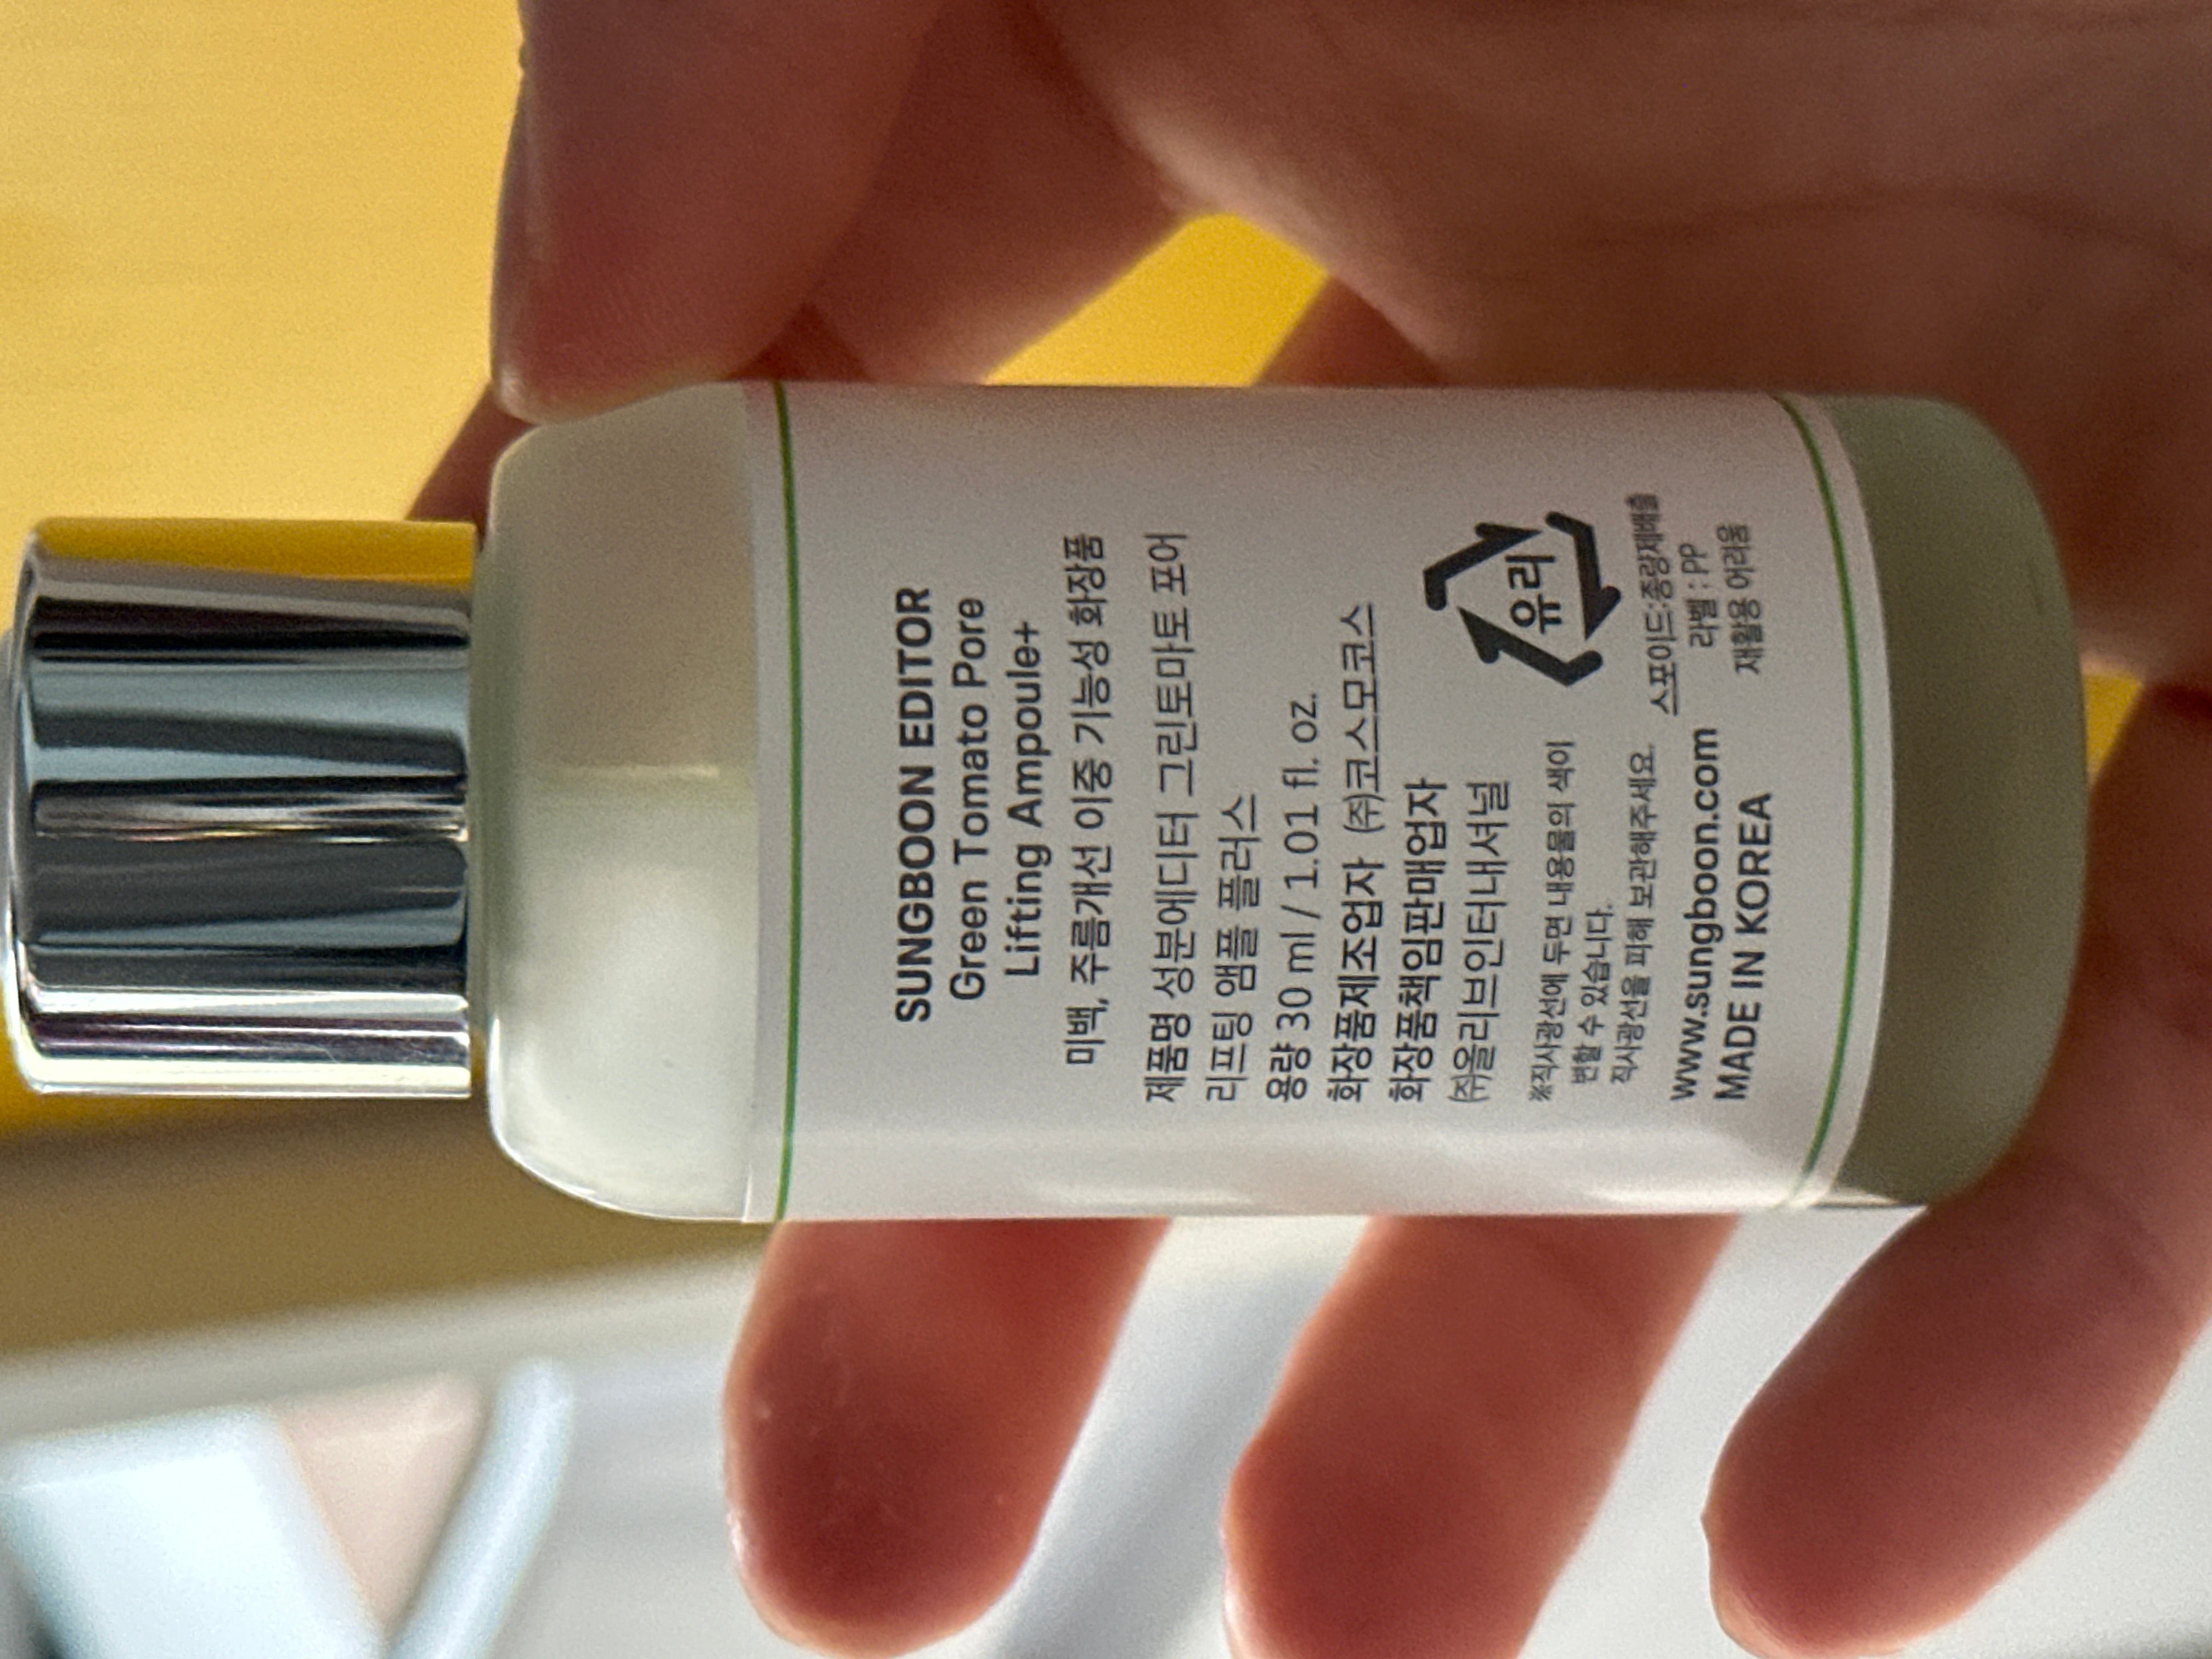 SUNGBOON EDITOR
Green Tomato Pore
Lifting Ampoule+
미백, 주름개선 이중 기능성 화장품
제품명 성분에디터 그린토마토 포어
리프팅 앰플 플러스
용량 30 ml / 1.01 fl. oz.
화장품제조업자 ㈜코스모코스
화장품책임판매업자
㈜올리브인터내셔널
※직사광선에 두면 내용물의 색이
변할 수 있습니다.
직사광선을 피해 보관해주세요.
www.sungboon.com
MADE IN KOREA
유리
스포이드:종량제배출
라벨 : PP
재활용 어려움